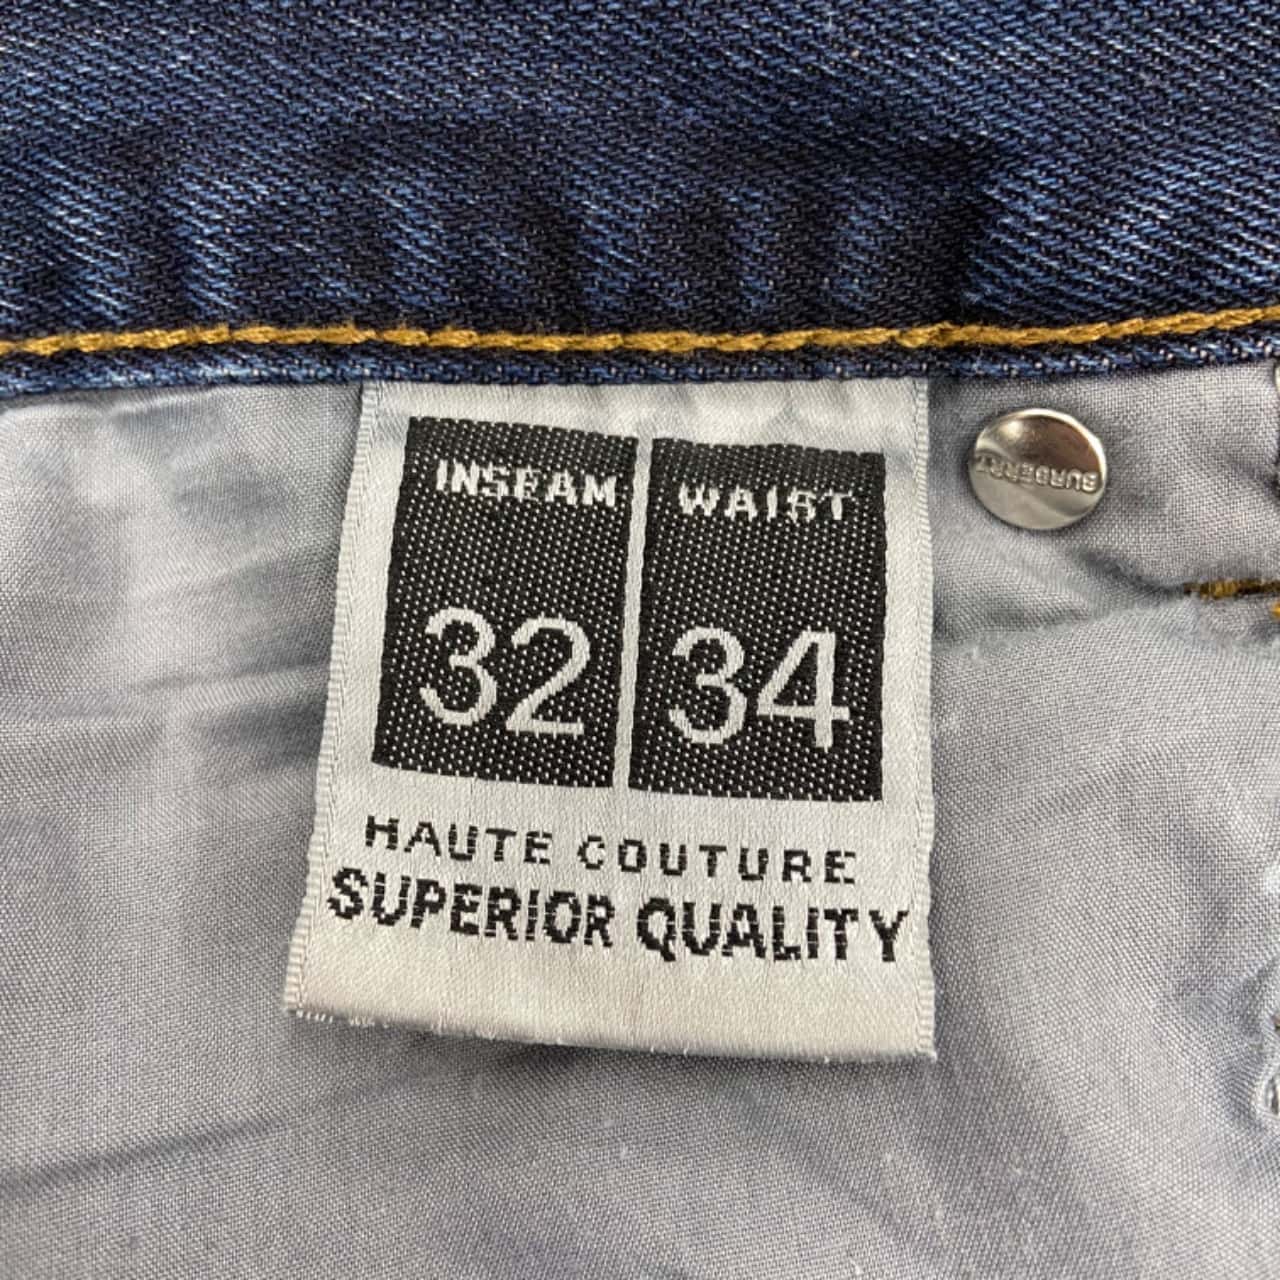 INSEAM WAIST
32 34
HAUTE COUTURE
SUPERIOR QUALITY
BURBERRY